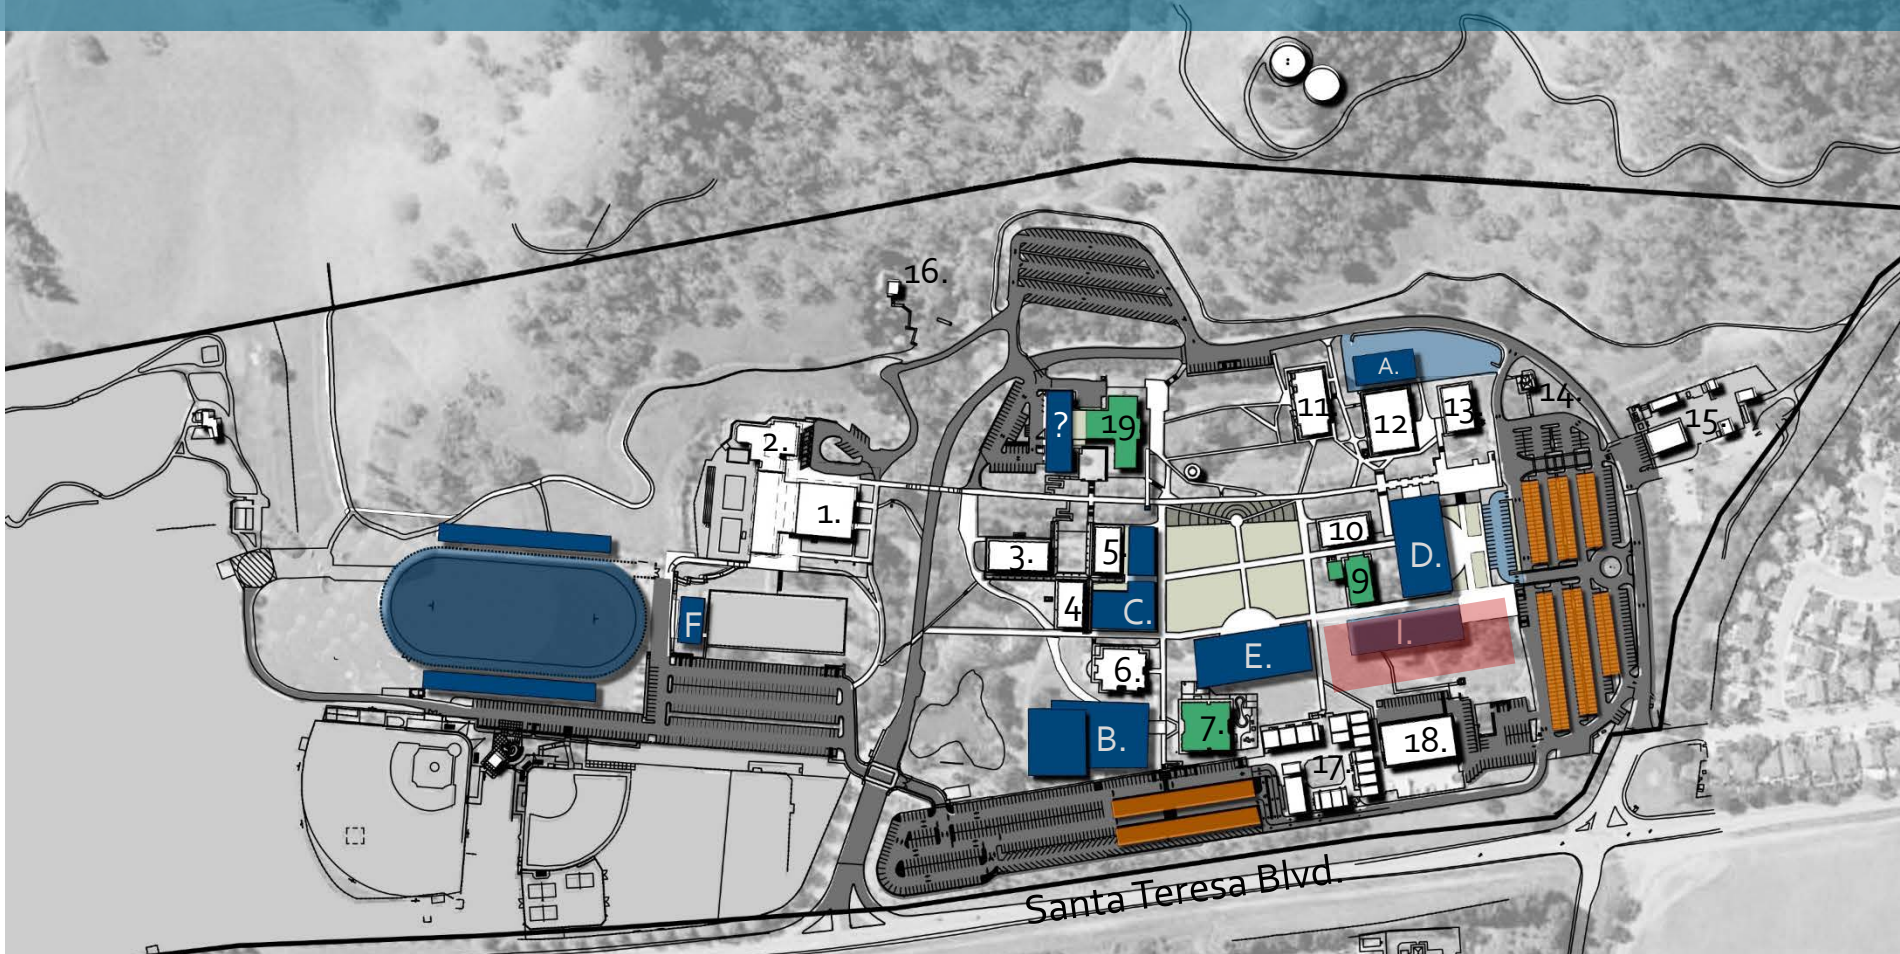 16.
A.
11.
12
13.
14.
15.
?
19
2.
1.
3.
5
10
D.
9
4
C.
F
I.
E.
6.
B.
7.
18.
17.
Santa Teresa Blvd.